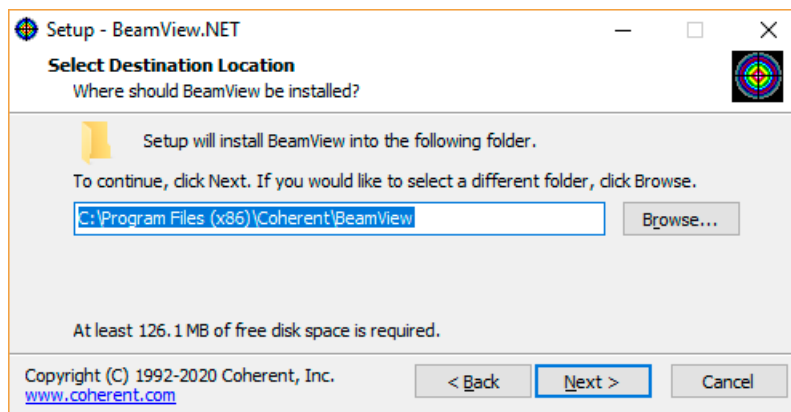 Setup - BeamView.NET
Select Destination Location
Where should BeamView be installed?
Setup will install BeamView into the following folder.
To continue, click Next. If you would like to select a different folder, click Browse.
C:\Program Files (x86)\Coherent\BeamView
Browse...
At least 126.1 MB of free disk space is required.
Copyright (C) 1992-2020 Coherent, Inc.
www.coherent.com
< Back
Next >
Cancel